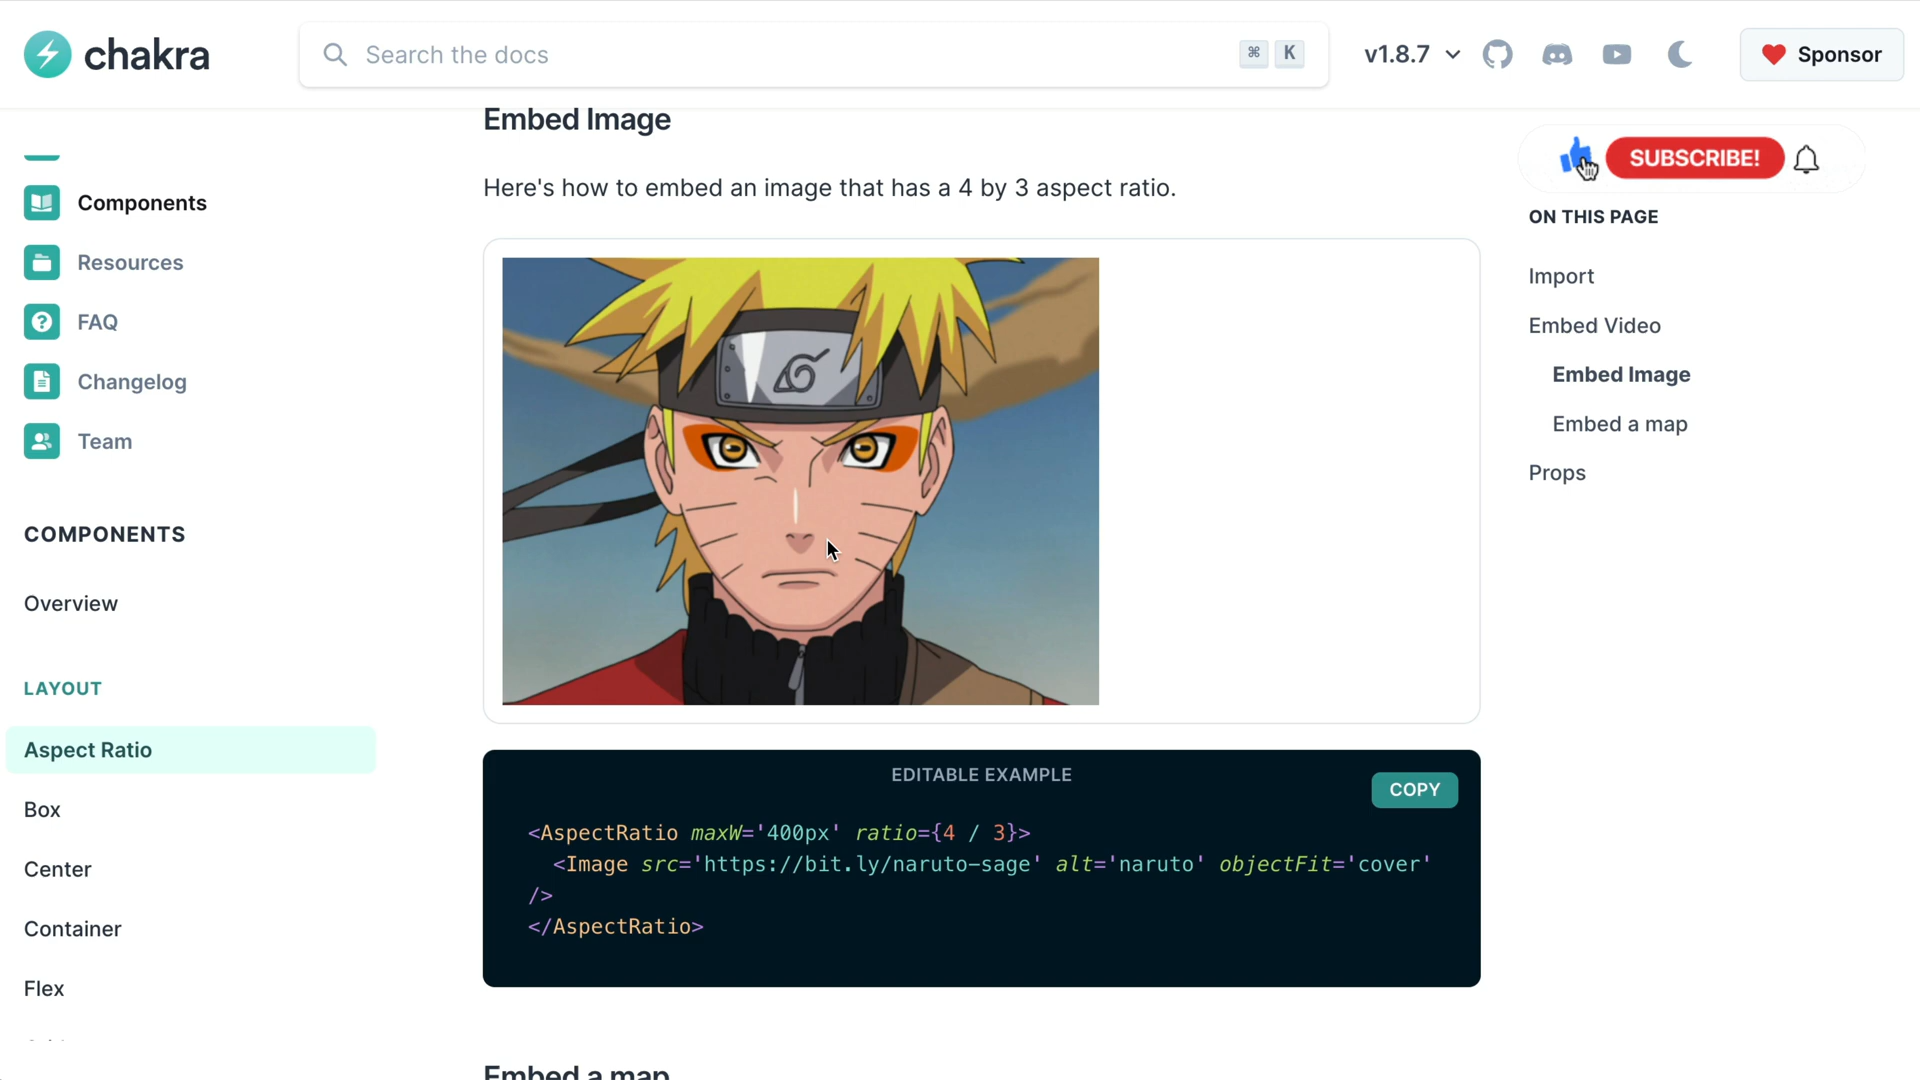 chakra
Search the docs
⌘ K
v1.8.7
Sponsor
Components
Resources
FAQ
Changelog
Team
COMPONENTS
Overview
LAYOUT
Aspect Ratio
Box
Center
Container
Flex
Embed Image
Here's how to embed an image that has a 4 by 3 aspect ratio.
EDITABLE EXAMPLE
COPY
<AspectRatio maxW='400px' ratio={4 / 3}>
<Image src='https://bit.ly/naruto-sage' alt='naruto' objectFit='cover'
/>
</AspectRatio>
Embed a map
SUBSCRIBE!
ON THIS PAGE
Import
Embed Video
Embed Image
Embed a map
Props